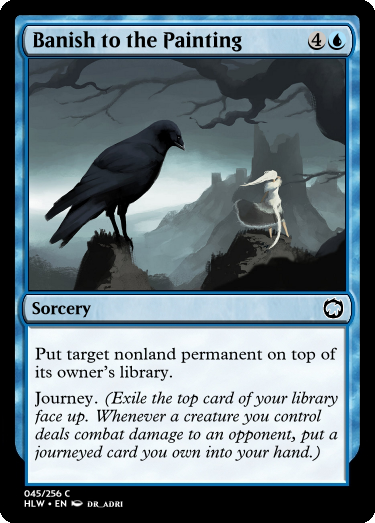 Banish to the Painting 4
Sorcery
Put target nonland permanent on top of
its owner's library.
Journey. (Exile the top card of your library
face up. Whenever a creature you control
deals combat damage to an opponent, put a
journeyed card you own into your hand.)
045/256 C
HLW • EN DR_ADRI